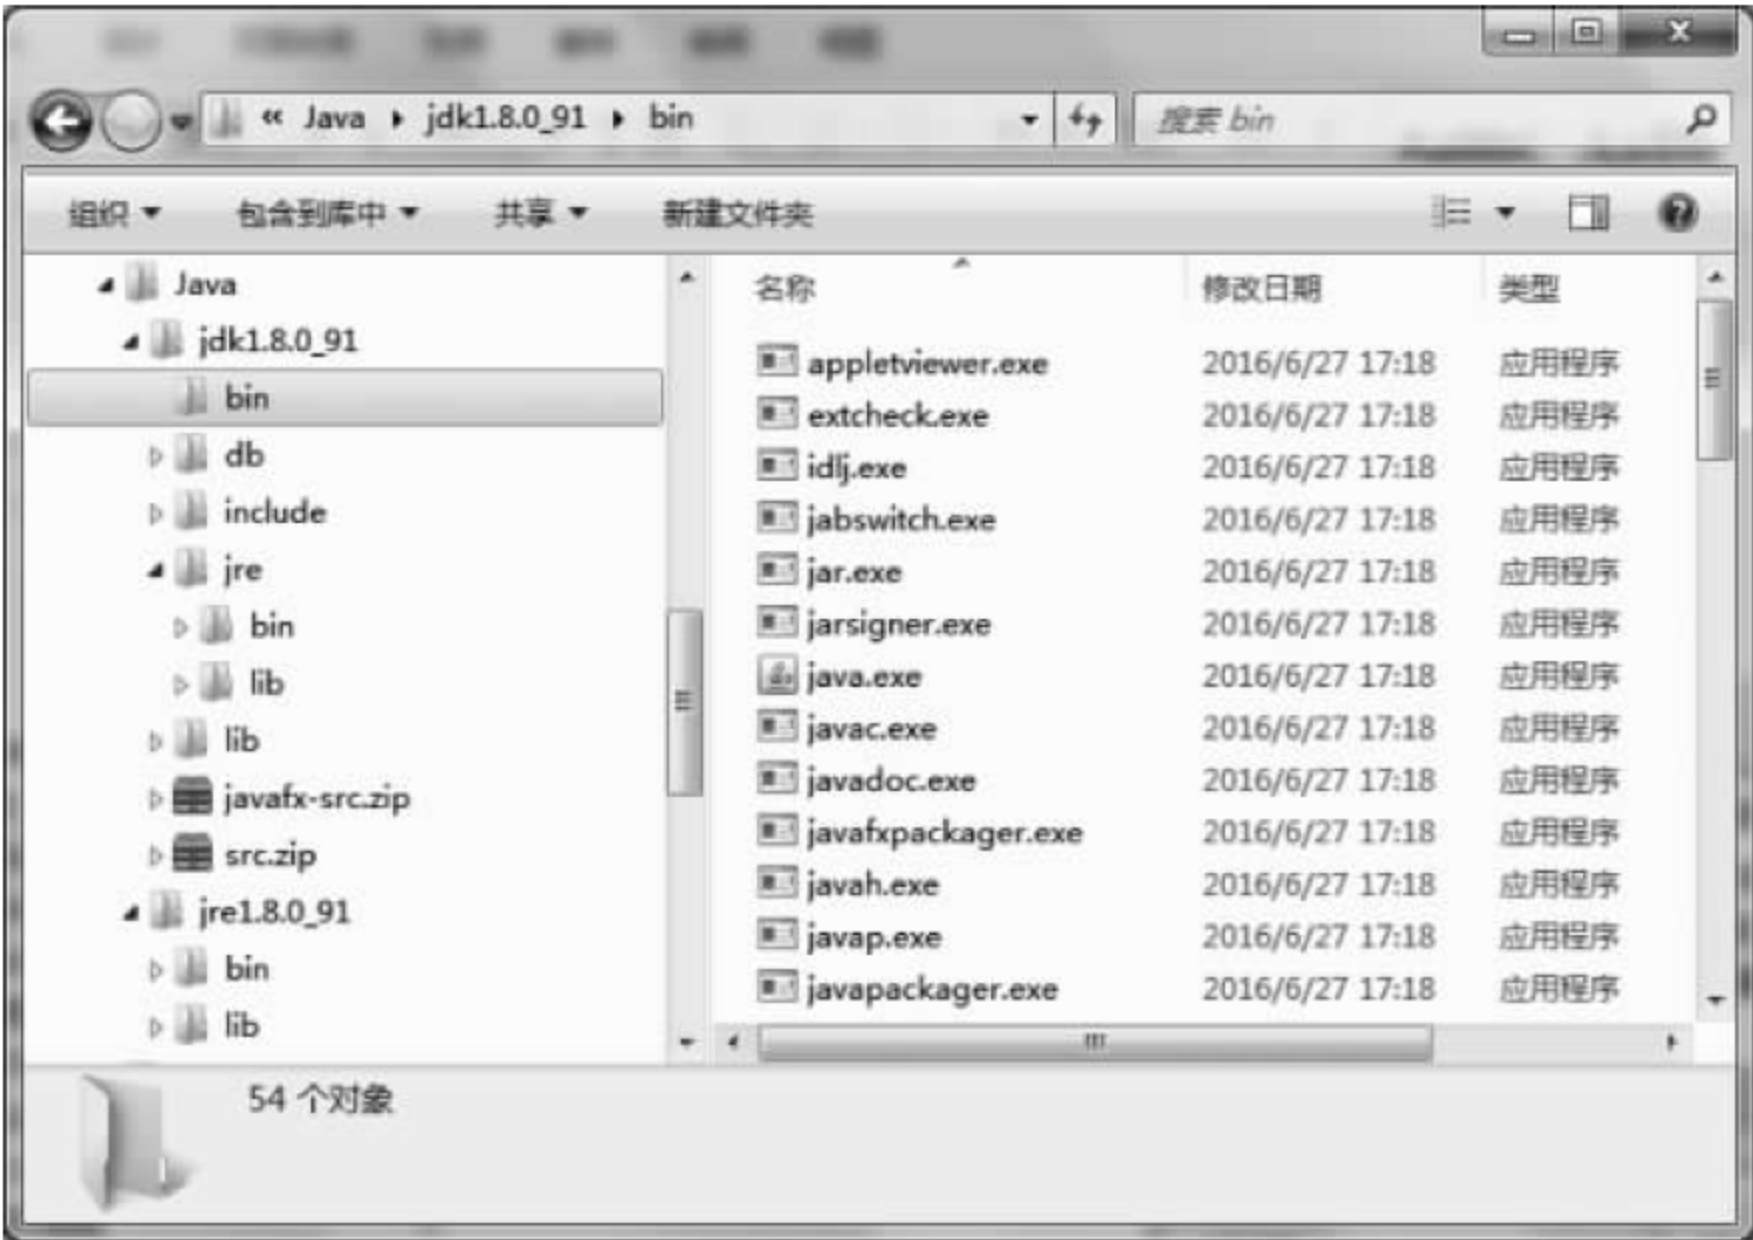 « Java ▸ jdk1.8.0_91 ▸ bin
搜索 bin
组织 包含到库中 共享 新建文件夹
Java
jdk1.8.0_91
bin
db
include
jre
bin
lib
lib
javafx-src.zip
src.zip
jre1.8.0_91
bin
lib
名称 修改日期 类型
appletviewer.exe 2016/6/27 17:18 应用程序
extcheck.exe 2016/6/27 17:18 应用程序
idlj.exe 2016/6/27 17:18 应用程序
jabswitch.exe 2016/6/27 17:18 应用程序
jar.exe 2016/6/27 17:18 应用程序
jarsigner.exe 2016/6/27 17:18 应用程序
java.exe 2016/6/27 17:18 应用程序
javac.exe 2016/6/27 17:18 应用程序
javadoc.exe 2016/6/27 17:18 应用程序
javafxpackager.exe 2016/6/27 17:18 应用程序
javah.exe 2016/6/27 17:18 应用程序
javap.exe 2016/6/27 17:18 应用程序
javapackager.exe 2016/6/27 17:18 应用程序
54 个对象